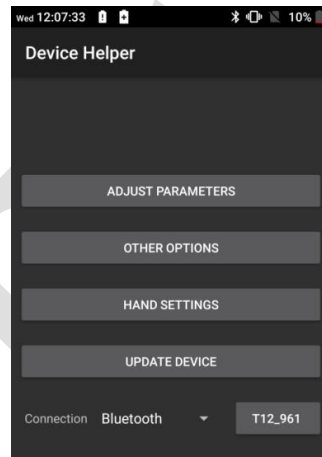 Wed 12:07:33 10%
Device Helper
ADJUST PARAMETERS
OTHER OPTIONS
HAND SETTINGS
UPDATE DEVICE
Connection Bluetooth T12_961